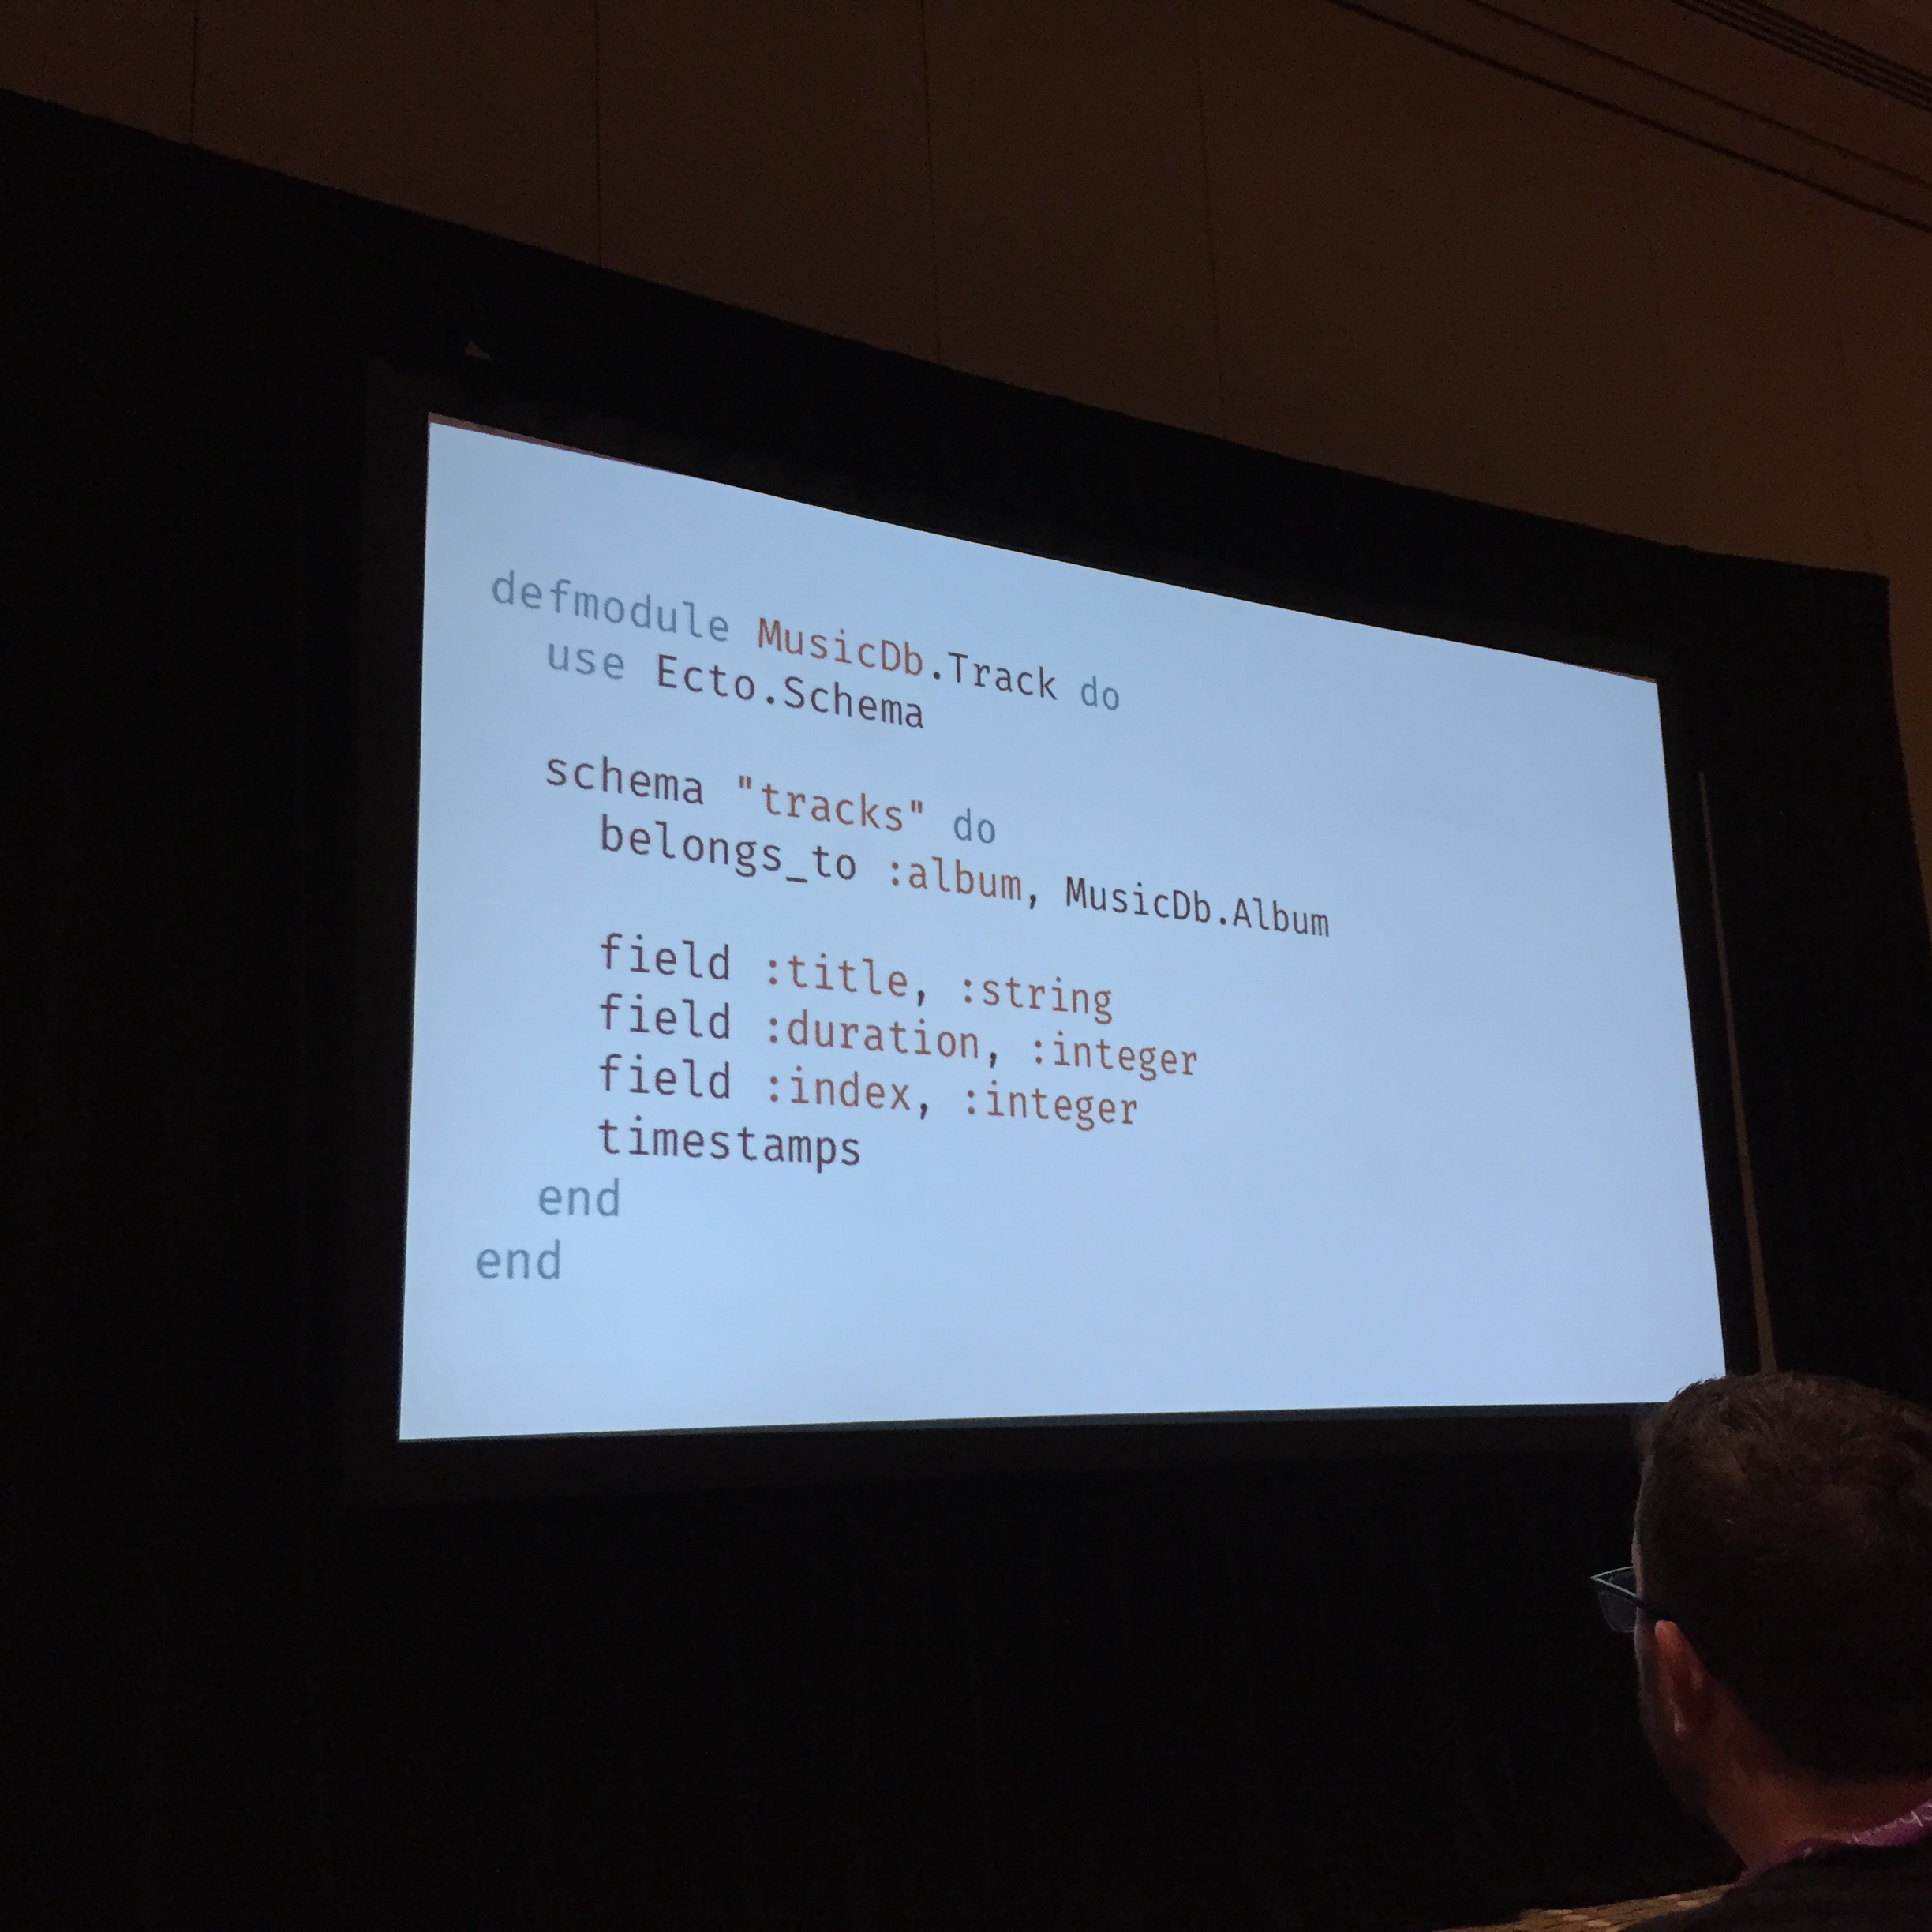 defmodule MusicDb.Track do
use Ecto.Schema
schema "tracks" do
belongs_to :album, MusicDb.Album
field :title, :string
field :duration, :integer
field :index, :integer
timestamps
end
end